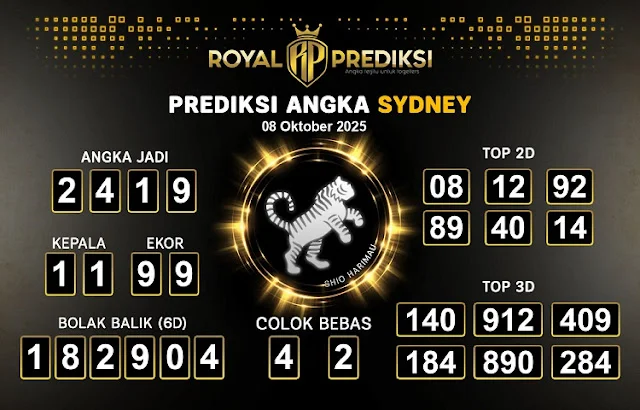 ROYAL RP PREDIKSI
Angka Rejitu untuk togelers
PREDIKSI ANGKA SYDNEY
08 Oktober 2025
ANGKA JADI
2 4 1 9
KEPALA EKOR
1 1 9 9
BOLAK BALIK (6D)
1 8 2 9 0 4
SHIO HARIMAU
COLOK BEBAS
4 2
TOP 2D
08 12 92
89 40 14
TOP 3D
140 912 409
184 890 284